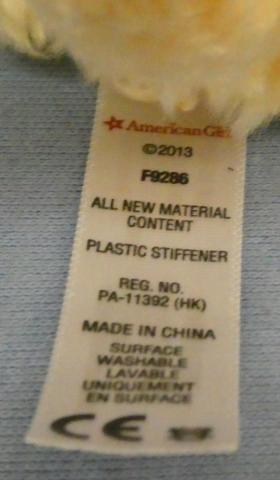 American Girl
©2013
F9286
ALL NEW MATERIAL
CONTENT
PLASTIC STIFFENER
REG. NO.
PA-11392 (HK)
MADE IN CHINA
SURFACE
WASHABLE
LAVABLE
UNIQUEMENT
EN SURFACE
CE